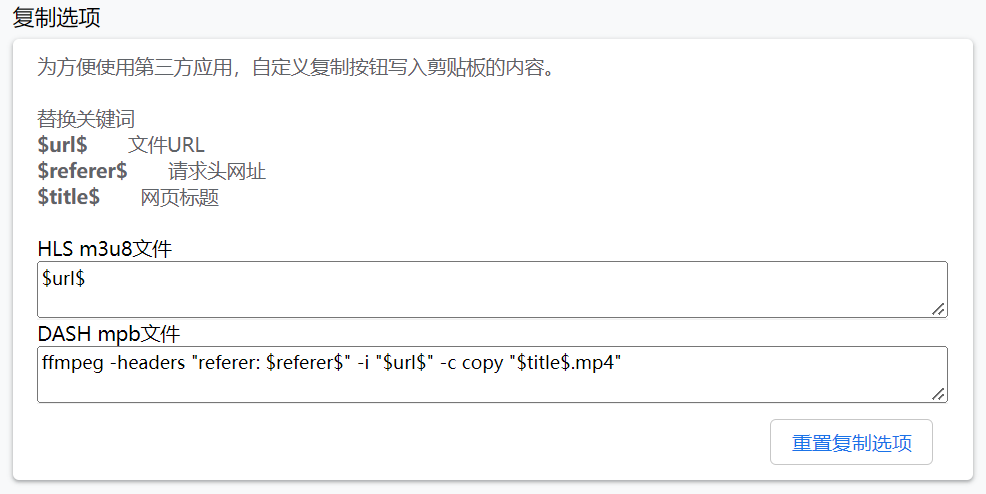 复制选项
为方便使用第三方应用，自定义复制按钮写入剪贴板的内容。
替换关键词
$url$ 文件URL
$referer$ 请求头网址
$title$ 网页标题
HLS m3u8文件
$url$
DASH mpb文件
ffmpeg -headers "referer: $referer$" -i "$url$" -c copy "$title$.mp4"
重置复制选项